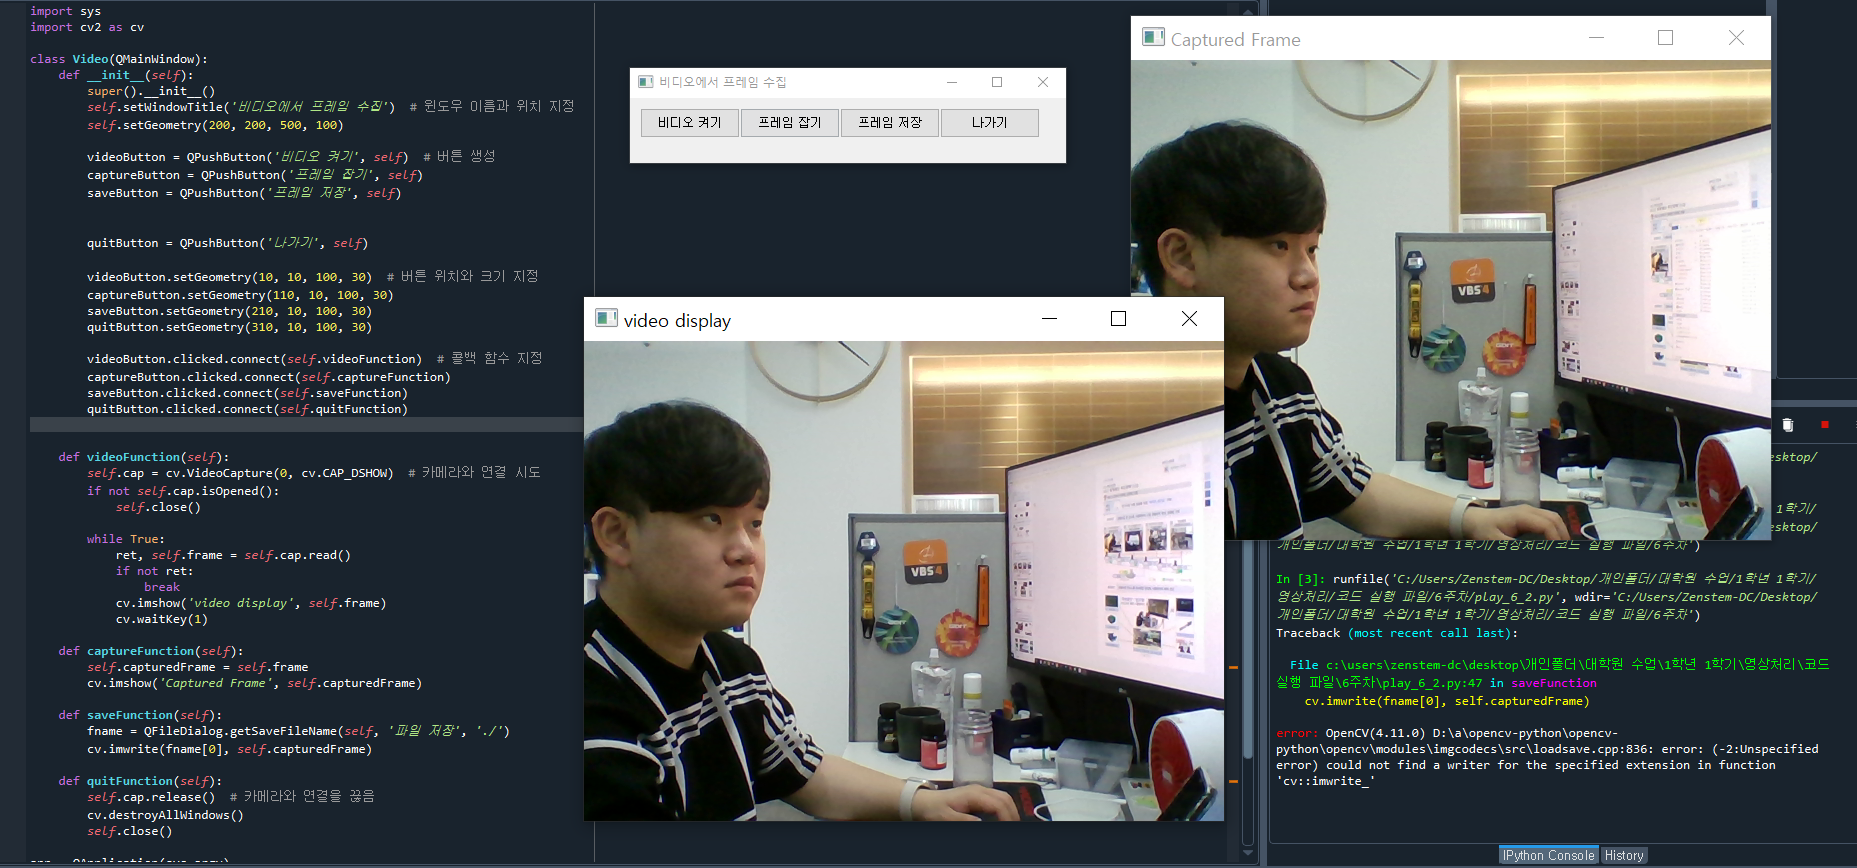 import sys
import cv2 as cv
class Video(QMainWindow):
def __init__(self):
super().__init__()
self.setWindowTitle('비디오에서 프레임 수집')  # 윈도우 이름과 위치 지정
self.setGeometry(200, 200, 500, 100)
videoButton = QPushButton('비디오 켜기', self)  # 버튼 생성
captureButton = QPushButton('프레임 잡기', self)
saveButton = QPushButton('프레임 저장', self)
quitButton = QPushButton('나가기', self)
videoButton.setGeometry(10, 10, 100, 30)  # 버튼 위치와 크기 지정
captureButton.setGeometry(110, 10, 100, 30)
saveButton.setGeometry(210, 10, 100, 30)
quitButton.setGeometry(310, 10, 100, 30)
videoButton.clicked.connect(self.videoFunction)  # 콜백 함수 지정
captureButton.clicked.connect(self.captureFunction)
saveButton.clicked.connect(self.saveFunction)
quitButton.clicked.connect(self.quitFunction)
def videoFunction(self):
self.cap = cv.VideoCapture(0, cv.CAP_DSHOW)  # 카메라와 연결 시도
if not self.cap.isOpened():
self.close()
while True:
ret, self.frame = self.cap.read()
if not ret:
break
cv.imshow('video display', self.frame)
cv.waitKey(1)
def captureFunction(self):
self.capturedFrame = self.frame
cv.imshow('Captured Frame', self.capturedFrame)
def saveFunction(self):
fname = QFileDialog.getSaveFileName(self, '파일 저장', './')
cv.imwrite(fname[0], self.capturedFrame)
def quitFunction(self):
self.cap.release()  # 카메라와 연결을 끊음
cv.destroyAllWindows()
self.close()
비디오에서 프레임 수집
비디오 켜기 프레임 잡기 프레임 저장 나가기
Captured Frame
VBS4
video display
VBS4
esktop/
1학기/
esktop/
개인폴더/대학원 수업/1학년 1학기/영상처리/코드 실행 파일/6주차')
In [3]: runfile('C:/Users/Zenstem-DC/Desktop/개인폴더/대학원 수업/1학년 1학기/
영상처리/코드 실행 파일/6주차/play_6_2.py', wdir='C:/Users/Zenstem-DC/Desktop/
개인폴더/대학원 수업/1학년 1학기/영상처리/코드 실행 파일/6주차')
Traceback (most recent call last):
File c:\users\zenstem-dc\desktop\개인폴더\대학원 수업\1학년 1학기\영상처리\코드
실행 파일\6주차\play_6_2.py:47 in saveFunction
cv.imwrite(fname[0], self.capturedFrame)
error: OpenCV(4.11.0) D:\a\opencv-python\opencv-
python\opencv\modules\imgcodecs\src\loadsave.cpp:836: error: (-2:Unspecified
error) could not find a writer for the specified extension in function
'cv::imwrite_'
IPython Console History